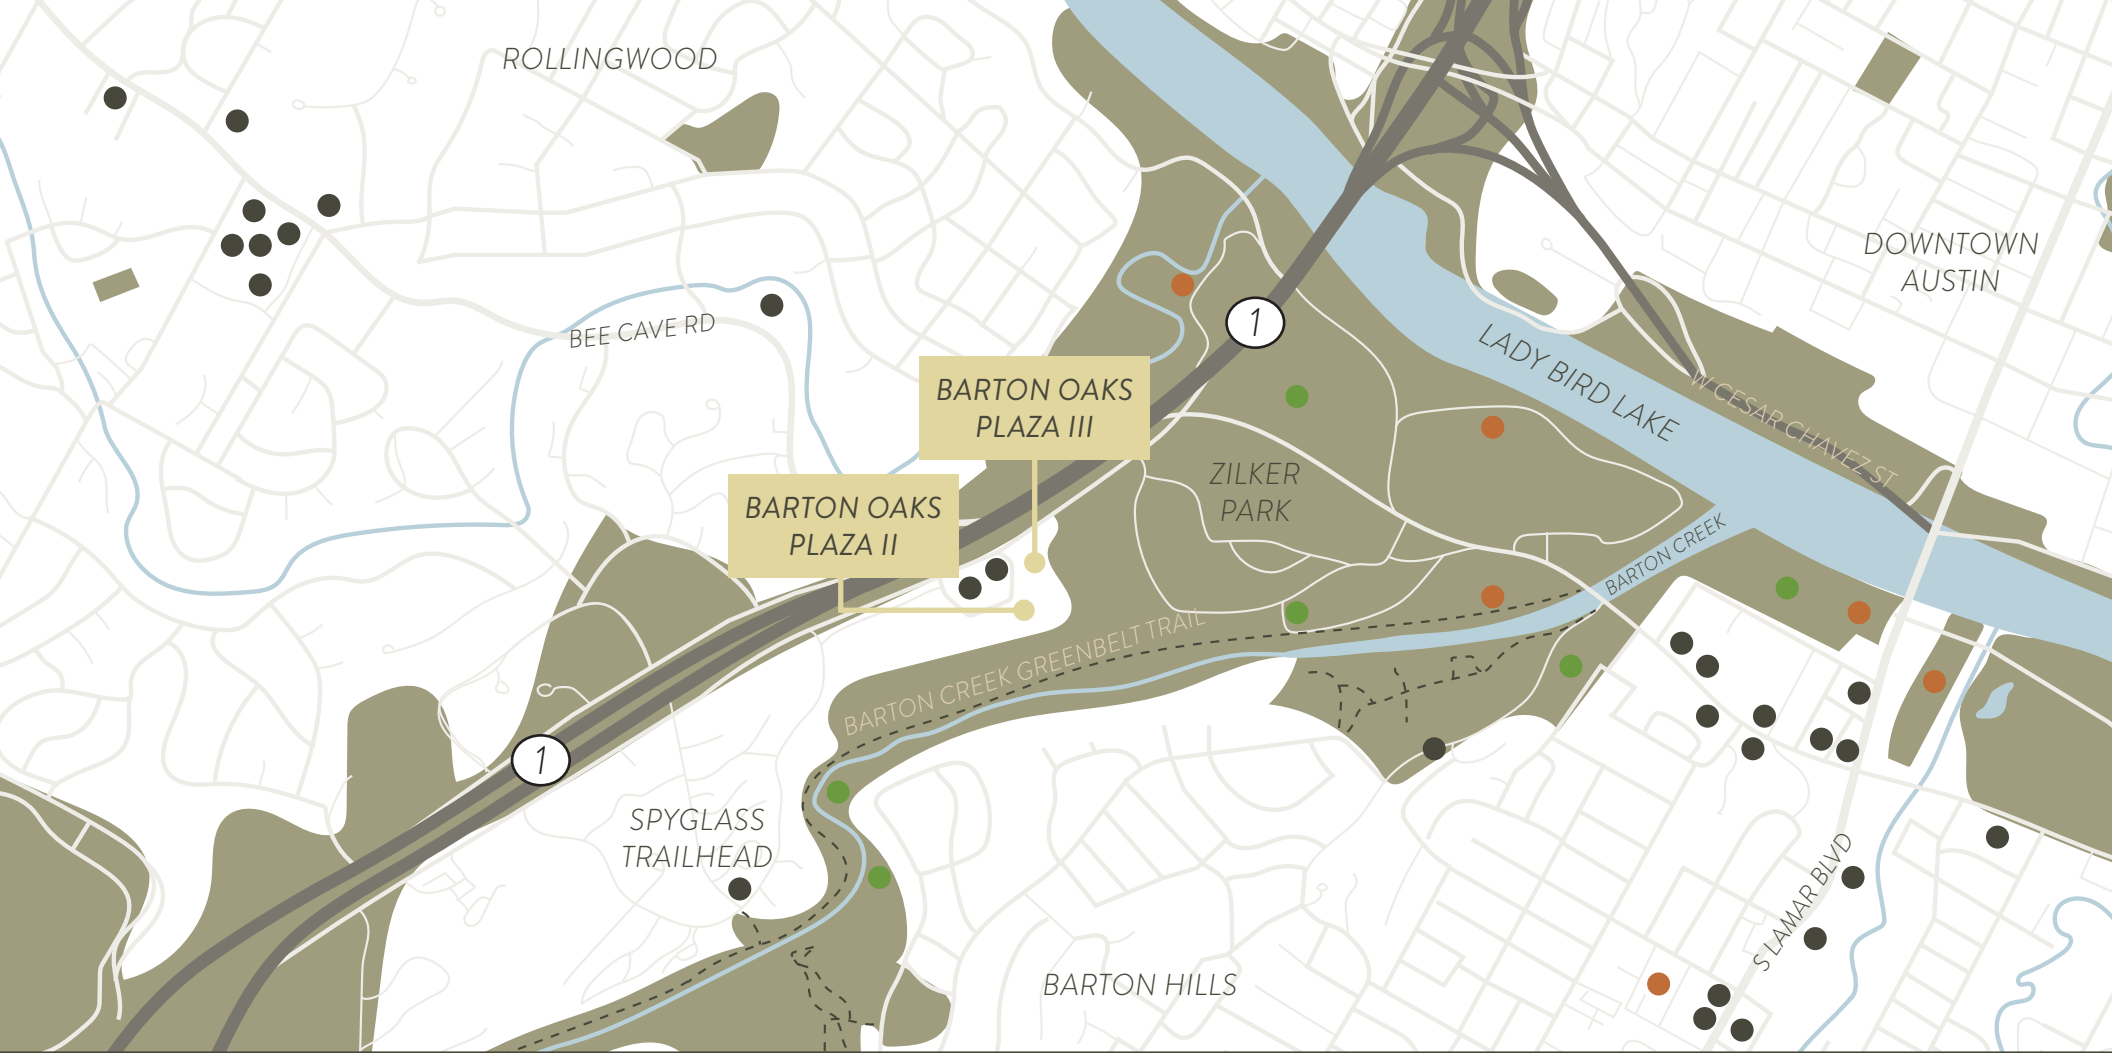 ROLLINGWOOD
DOWNTOWN
AUSTIN
BEE CAVE RD
1
LADY BIRD LAKE
W CESAR CHAVEZ ST
BARTON OAKS
PLAZA III
ZILKER
PARK
BARTON OAKS
PLAZA II
BARTON CREEK
BARTON CREEK GREENBELT TRAIL
1
SPYGLASS
TRAILHEAD
S LAMAR BLVD
BARTON HILLS